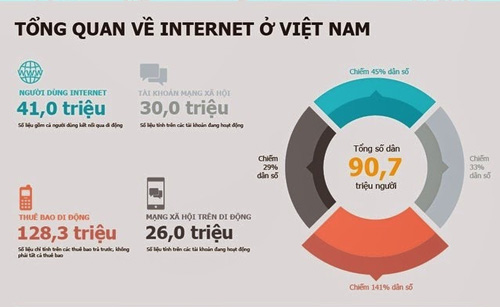 TỔNG QUAN VỀ INTERNET Ở VIỆT NAM
WWW
NGƯỜI DÙNG INTERNET
41,0 triệu
Số liệu gồm cả người dùng kết nối qua di động
TÀI KHOẢN MẠNG XÃ HỘI
30,0 triệu
Số liệu tính trên các tài khoản đang hoạt động
THUÊ BAO DI ĐỘNG
128,3 triệu
Số liệu chỉ tính trên các thuê bao trả trước, không
phải tất cả thuê bao
MẠNG XÃ HỘI TRÊN DI ĐỘNG
26,0 triệu
Số liệu tính trên các tài khoản đang hoạt động
Chiếm 45% dân số
Chiếm
29%
dân số
Tổng số dân
90,7
triệu người
Chiếm
33%
dân số
Chiếm 141% dân số